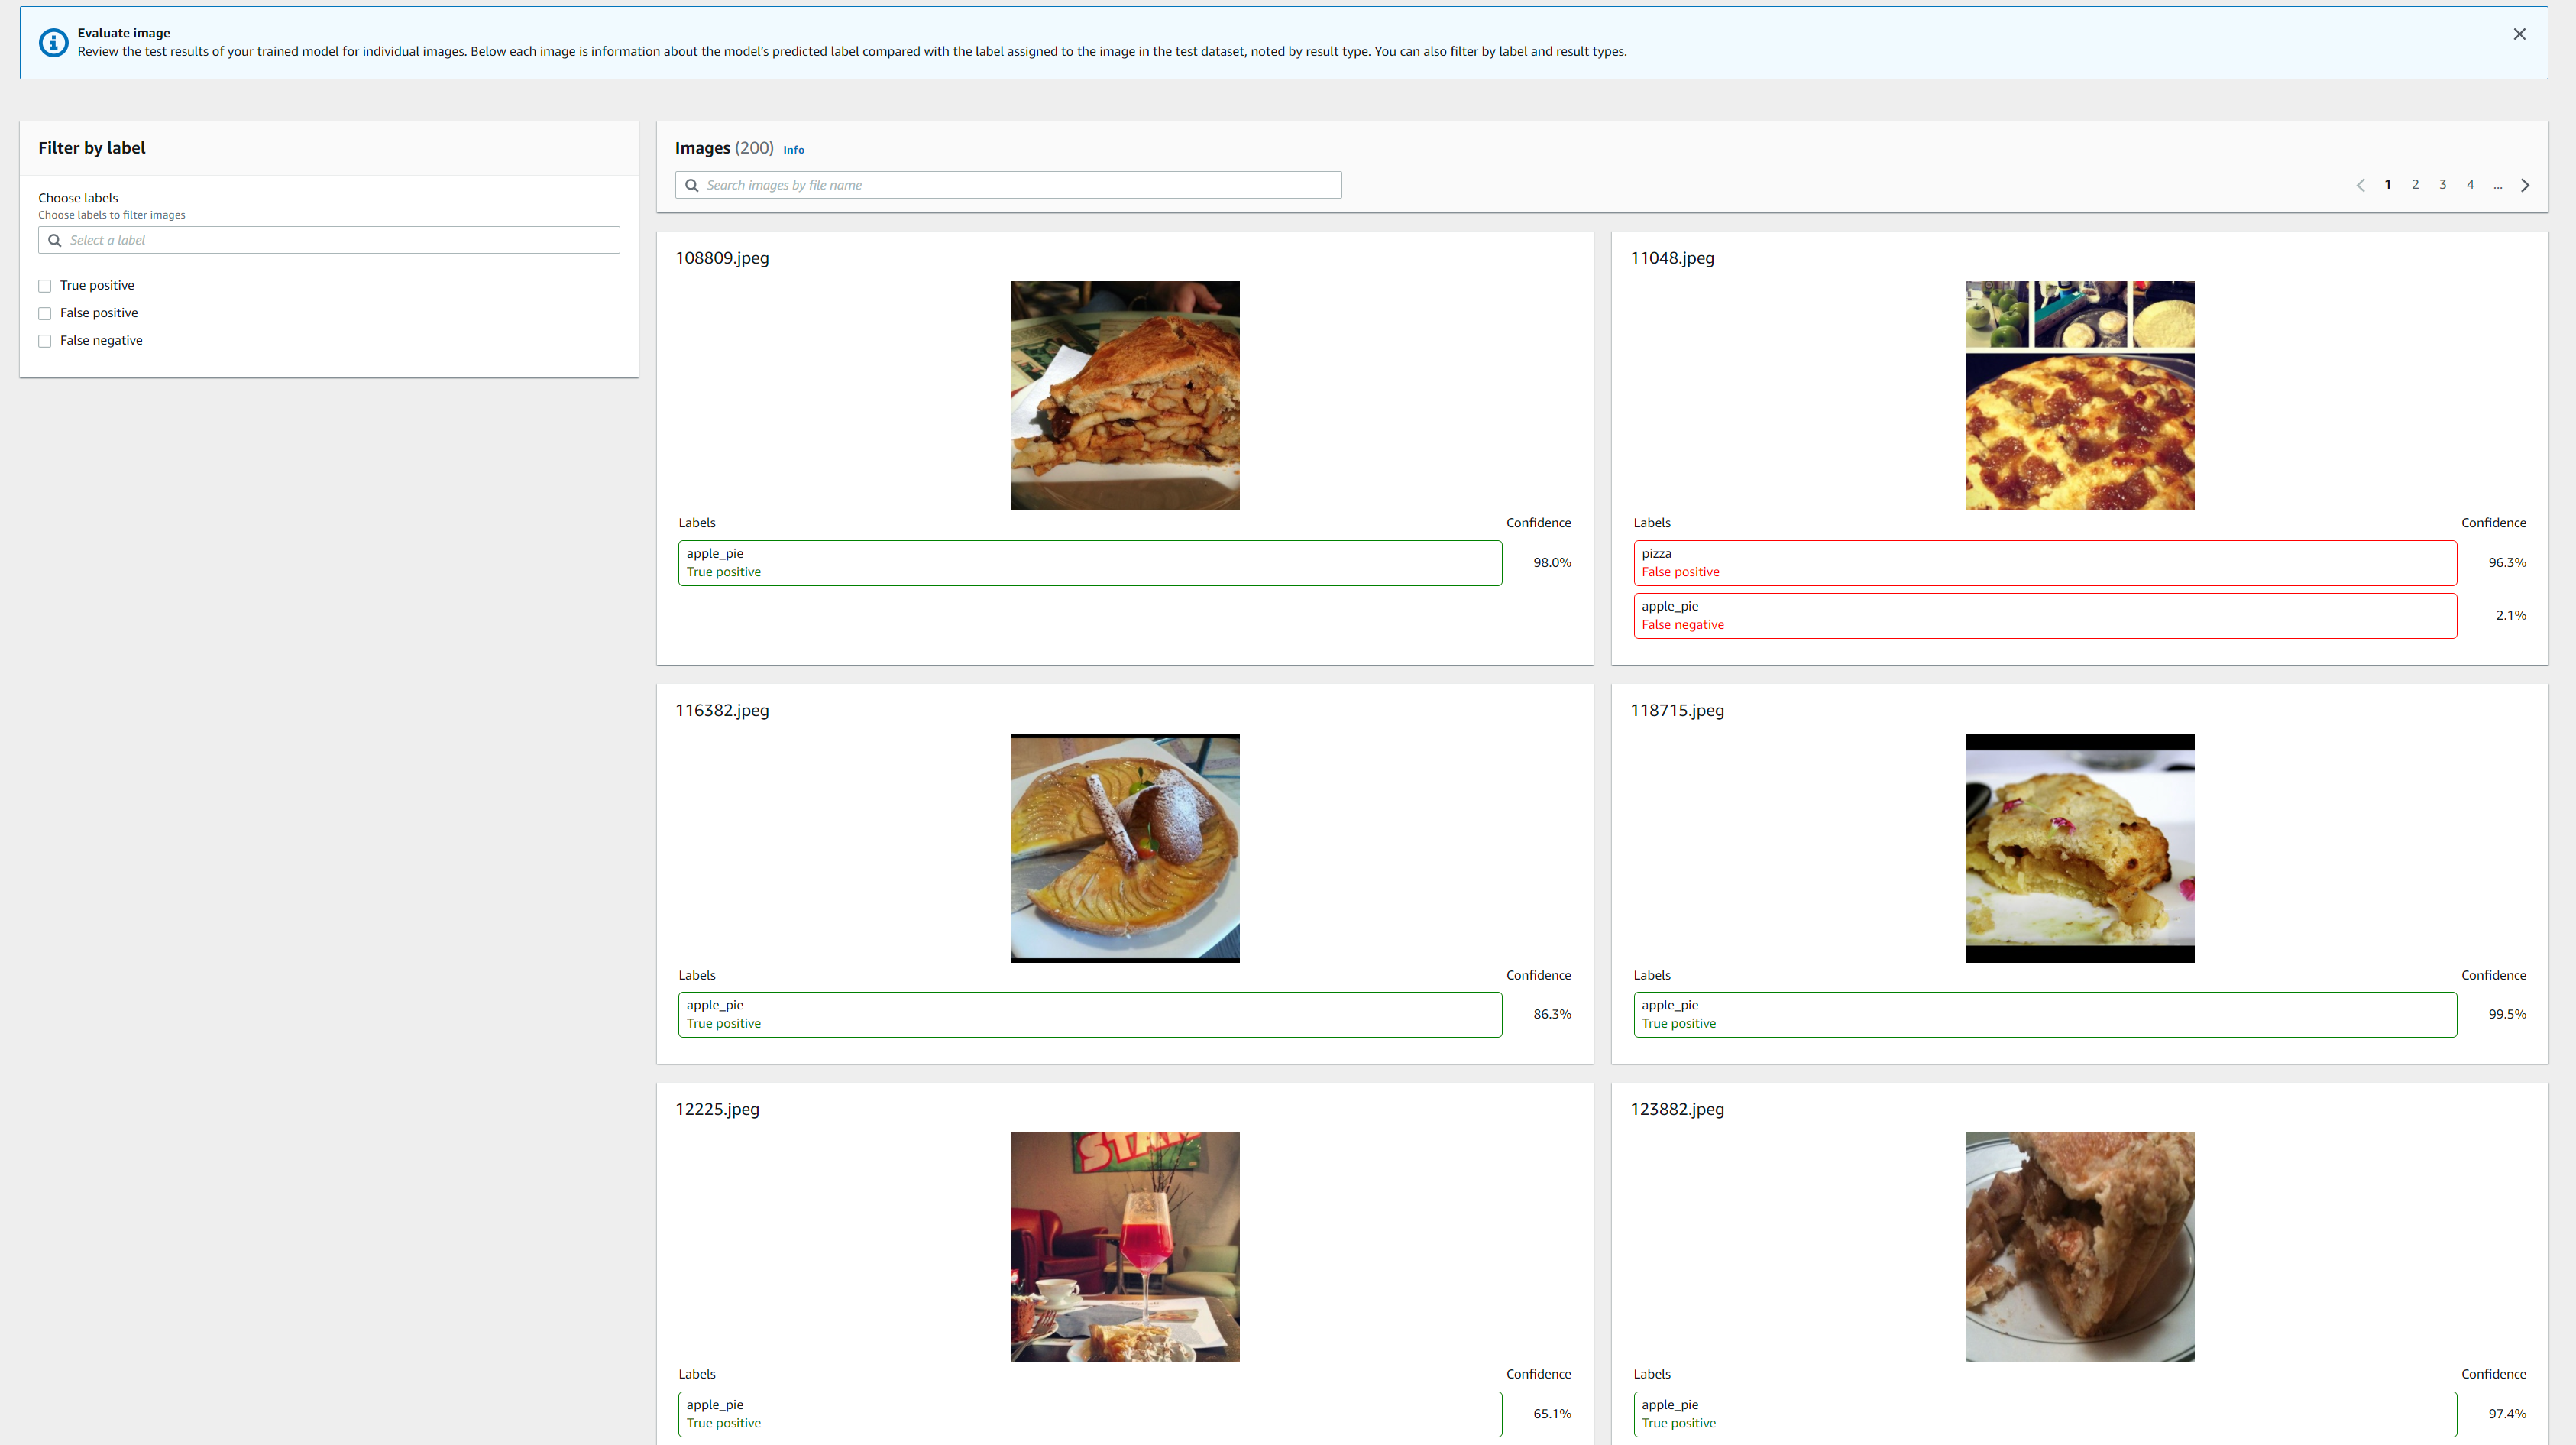 Evaluate image
Review the test results of your trained model for individual images. Below each image is information about the model's predicted label compared with the label assigned to the image in the test dataset, noted by result type. You can also filter by label and result types.
Filter by label
Choose labels
Choose labels to filter images
Select a label
True positive
False positive
False negative
Images (200) Info
Search images by file name
1 2 3 4 ...
108809.jpeg
Labels Confidence
apple_pie
True positive
98.0%
11048.jpeg
Labels Confidence
pizza
False positive
96.3%
apple_pie
False negative
2.1%
116382.jpeg
Labels Confidence
apple_pie
True positive
86.3%
118715.jpeg
Labels Confidence
apple_pie
True positive
99.5%
12225.jpeg
Labels Confidence
apple_pie
True positive
65.1%
123882.jpeg
Labels Confidence
apple_pie
True positive
97.4%